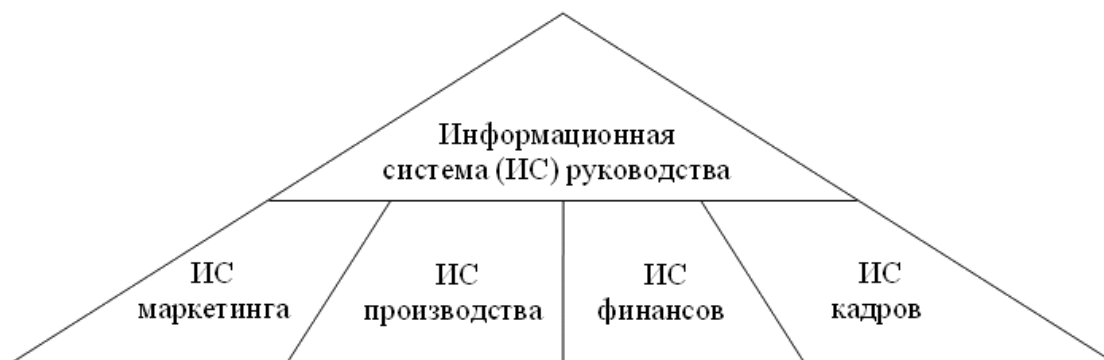 Информационная
система (ИС) руководства
ИС
маркетинга
ИС
производства
ИС
финансов
ИС
кадров